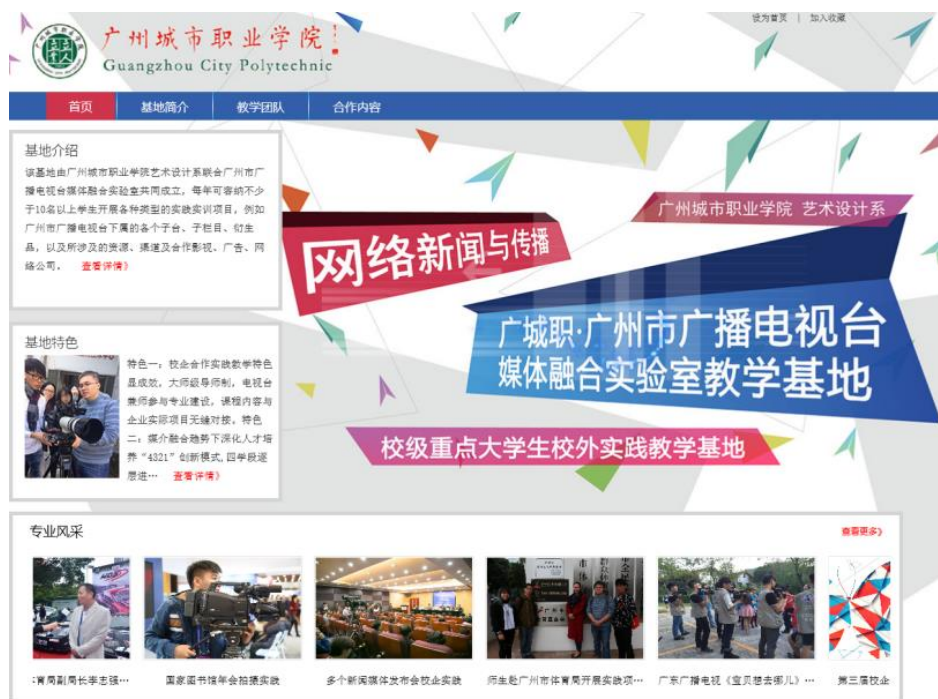 设为首页 | 加入收藏
广州城市职业学院
Guangzhou City Polytechnic
首页 基地简介 教学团队 合作内容
基地介绍
该基地由广州城市职业学院艺术设计系联合广州市广
播电视台媒体融合实验室共同成立，每年可容纳不少
于10名以上学生开展各种类型的实践实训项目，例如
广州市广播电视台下属的各个子台、子栏目、衍生
品，以及所涉及的资源、渠道及合作影视、广告、网
络公司。 查看详情》
广州城市职业学院 艺术设计系
网络新闻与传播
广城职·广州市广播电视台
媒体融合实验室教学基地
校级重点大学生校外实践教学基地
基地特色
特色一：校企合作实践教学特色
显成效。大师级导师制，电视台
兼师参与专业建设，课程内容与
企业实际项目无缝对接。特色
二：媒介融合趋势下深化人才培
养“4321”创新模式,四学段逐
层进… 查看详情》
专业风采
查看更多》
育局副局长李志强…
国家图书馆年会拍摄实践
多个新闻媒体发布会校企实践
师生赴广州市体育局开展实践项…
广东广播电视《宝贝想去哪儿》…
第三届校企